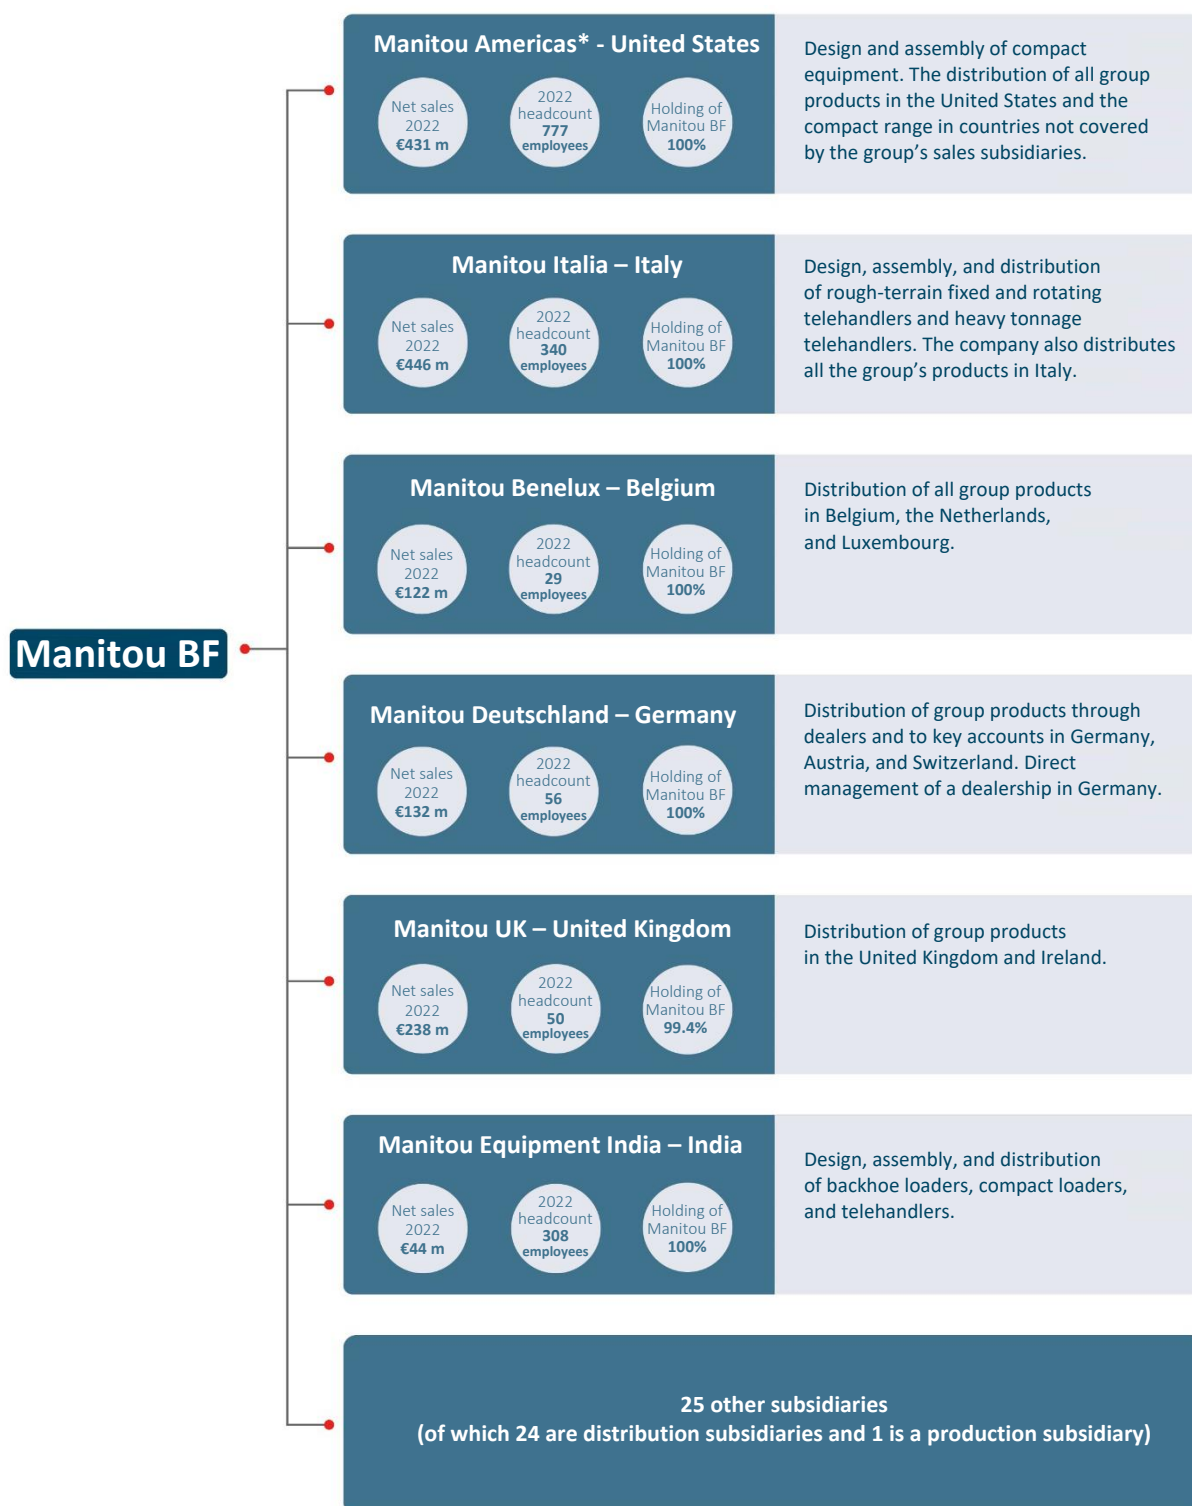 Manitou BF
Manitou Americas* - United States
Net sales
2022
€431 m
2022
headcount
777
employees
Holding of
Manitou BF
100%
Design and assembly of compact
equipment. The distribution of all group
products in the United States and the
compact range in countries not covered
by the group’s sales subsidiaries.
Manitou Italia – Italy
Net sales
2022
€446 m
2022
headcount
340
employees
Holding of
Manitou BF
100%
Design, assembly, and distribution
of rough-terrain fixed and rotating
telehandlers and heavy tonnage
telehandlers. The company also distributes
all the group’s products in Italy.
Manitou Benelux – Belgium
Net sales
2022
€122 m
2022
headcount
29
employees
Holding of
Manitou BF
100%
Distribution of all group products
in Belgium, the Netherlands,
and Luxembourg.
Manitou Deutschland – Germany
Net sales
2022
€132 m
2022
headcount
56
employees
Holding of
Manitou BF
100%
Distribution of group products through
dealers and to key accounts in Germany,
Austria, and Switzerland. Direct
management of a dealership in Germany.
Manitou UK – United Kingdom
Net sales
2022
€238 m
2022
headcount
50
employees
Holding of
Manitou BF
99.4%
Distribution of group products
in the United Kingdom and Ireland.
Manitou Equipment India – India
Net sales
2022
€44 m
2022
headcount
308
employees
Holding of
Manitou BF
100%
Design, assembly, and distribution
of backhoe loaders, compact loaders,
and telehandlers.
25 other subsidiaries
(of which 24 are distribution subsidiaries and 1 is a production subsidiary)